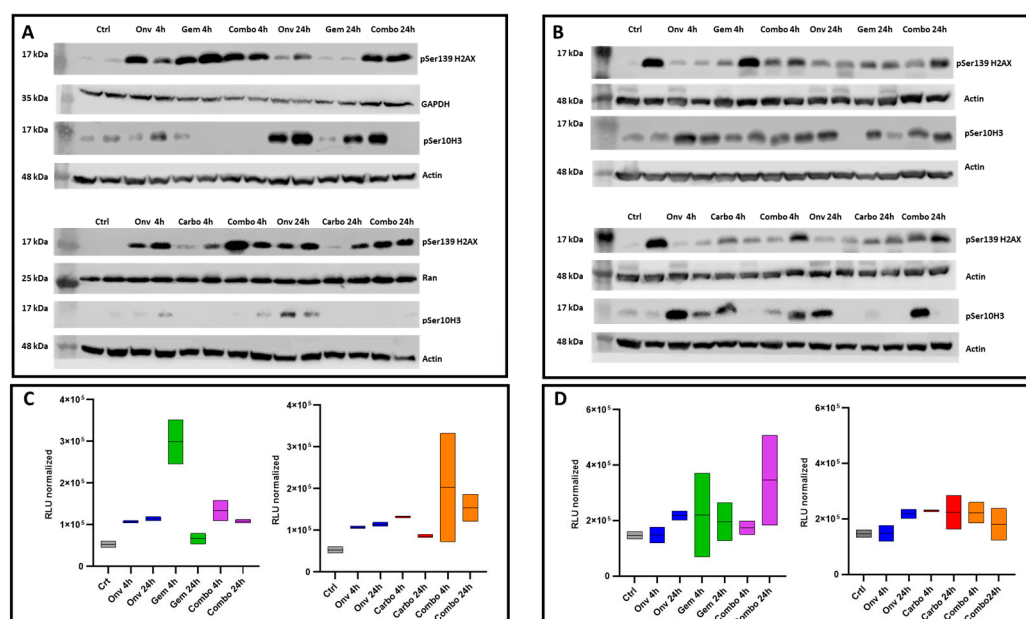 A
Ctrl Onv 4h Gem 4h Combo 4h Onv 24h Gem 24h Combo 24h
17 kDa pSer139 H2AX
35 kDa GAPDH
17 kDa pSer10H3
48 kDa Actin
Ctrl Onv 4h Carbo 4h Combo 4h Onv 24h Carbo 24h Combo 24h
17 kDa pSer139 H2AX
25 kDa Ran
17 kDa pSer10H3
48 kDa Actin
B
Ctrl Onv 4h Gem 4h Combo 4h Onv 24h Gem 24h Combo 24h
17 kDa pSer139 H2AX
48 kDa Actin
17 kDa pSer10H3
48 kDa Actin
Ctrl Onv 4h Carbo 4h Combo 4h Onv 24h Carbo 24h Combo 24h
17 kDa pSer139 H2AX
48 kDa Actin
17 kDa pSer10H3
48 kDa Actin
C
RLU normalized
4×10⁵
3×10⁵
2×10⁵
1×10⁵
0
Crt Onv 4h Onv 24h Gem 4h Gem 24h Combo 4h Combo 24h
RLU normalized
4×10⁵
3×10⁵
2×10⁵
1×10⁵
0
Ctrl Onv 4h Onv 24h Carbo 4h Carbo 24h Combo 4h Combo 24h
D
RLU normalized
6×10⁵
4×10⁵
2×10⁵
0
Ctrl Onv 4h Onv 24h Gem 4h Gem 24h Combo 4h Combo 24h
RLU normalized
6×10⁵
4×10⁵
2×10⁵
0
Ctrl Onv 4h Onv 24h Carbo 4h Carbo 24h Combo 4h Combo24h